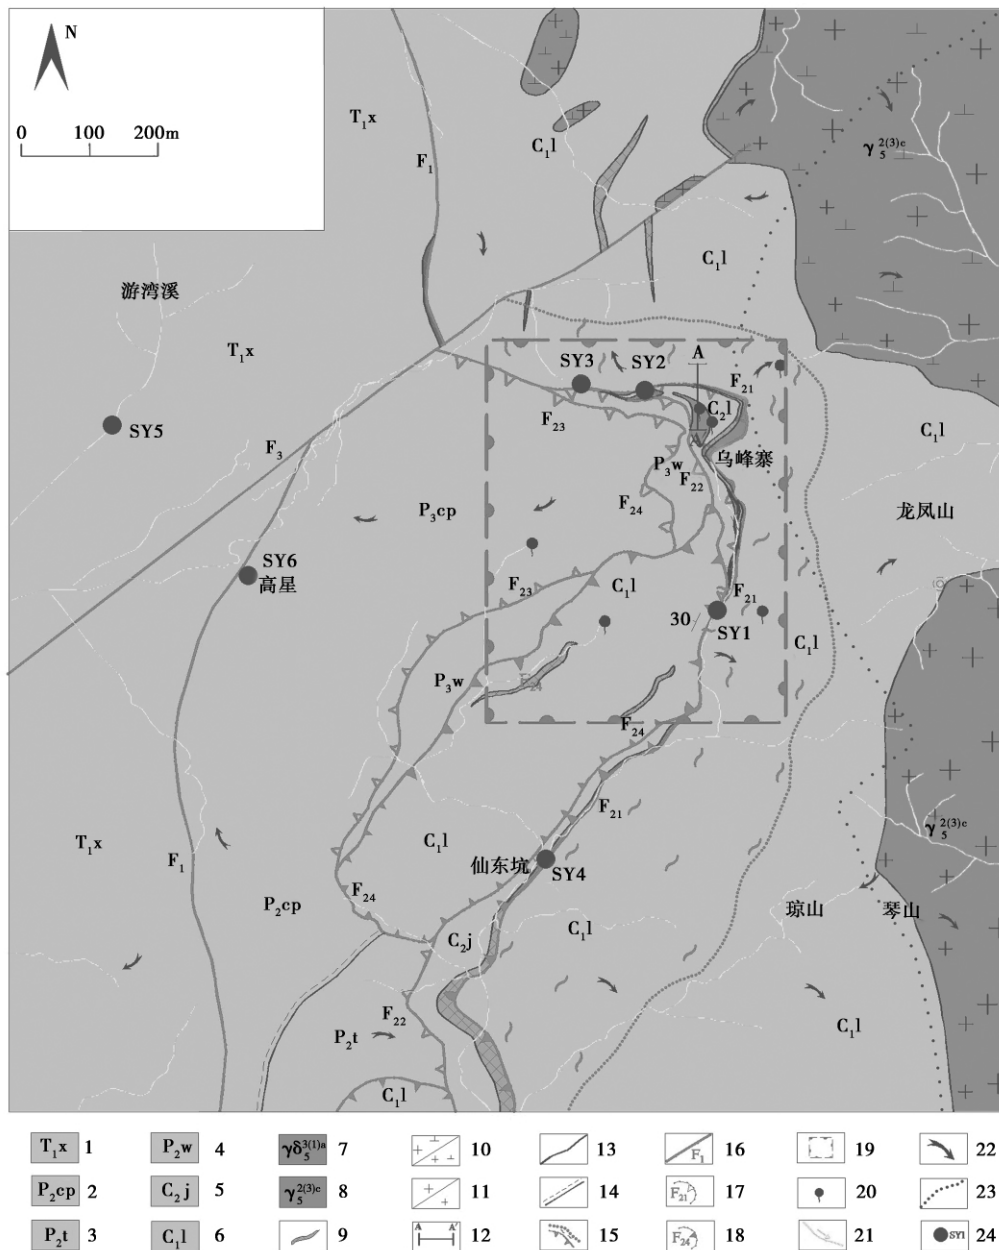 N
0 100 200m
T₁x
F₁
C₁l
γ₅²⁽³⁾ᶜ
C₁l
游湾溪
T₁x
SY3
SY2
A
F₂₁
SY5
F₂₃
C₂l
C₁l
F₃
P₃w
乌峰寨
F₂₂
P₃cp
F₂₄
龙凤山
SY6
高星
F₂₃
C₁l
F₂₁
30
SY1
C₁l
P₃w
F₂₄
F₂₄
F₂₁
T₁x
F₁
C₁l
仙东坑
SY4
γ₅²⁽³⁾ᶜ
F₂₄
P₂cp
琼山
琴山
C₂j
C₁l
F₂₂
P₂t
C₁l
C₁l
T₁x 1 P₂w 4 γδ₅³⁽¹⁾ᵃ 7 10 13 F₁ 16 19 22
P₂cp 2 C₂j 5 γ₅²⁽³⁾ᶜ 8 11 14 F₂₁ 17 20 23
P₂t 3 C₁l 6 9 A A′ 12 15 F₂₄ 18 21 SY1 24